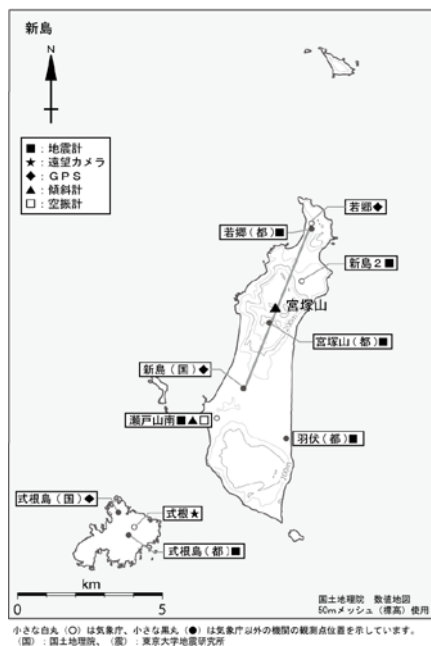 新島
N
■：地震計
★：遠望カメラ
◆：ＧＰＳ
▲：傾斜計
□：空振計
若郷◆
若郷（都）■
新島２■
宮塚山
宮塚山（都）■
新島（国）◆
瀬戸山南■▲□
羽伏（都）■
式根島（国）◆
式根★
式根島（都）■
km
0 5
国土地理院　数値地図
50mメッシュ（標高）使用
小さな白丸（○）は気象庁、小さな黒丸（●）は気象庁以外の機関の観測点位置を示しています。
（国）：国土地理院、（震）：東京大学地震研究所